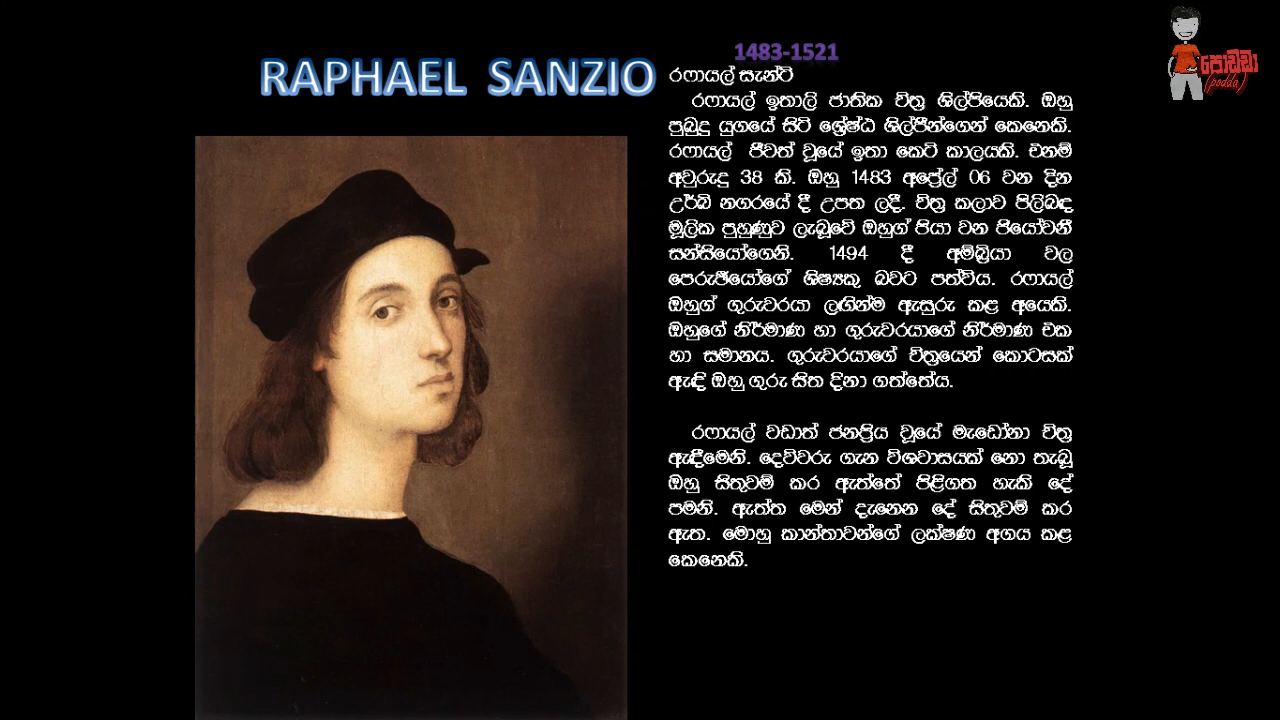 1483-1521
RAPHAEL SANZIO
රෆායල් සැන්ටි
රෆායල් ඉතාලි ජාතික චිත්‍ර ශිල්පියෙකි. ඔහු
පුබුදු යුගයේ සිටි ශ්‍රේෂ්ඨ ශිල්පීන්ගෙන් කෙනෙකි.
රෆායල් ජීවත් වූයේ ඉතා කෙටි කාලයකි. එනම්
අවුරුදු 38 කි. ඔහු 1483 අප්‍රේල් 06 වන දින
උර්බි නගරයේ දී උපත ලදී. චිත්‍ර කලාව පිලිබඳ
මූලික පුහුණුව ලැබූවේ ඔහුග් පියා වන පියෝවනී
සන්සියෝගෙනි. 1494 දී අම්බ්‍රියා වල
පෙරුජියෝගේ ශිෂ්‍යකු බවට පත්විය. රෆායල්
ඔහුග් ගුරුවරයා ලඟින්ම ඇසුරු කළ අයෙකි.
ඔහුගේ නිර්මාණ හා ගුරුවරයාගේ නිර්මාණ එක
හා සමානය. ගුරුවරයාගේ චිත්‍රයෙන් කොටසක්
ඇඳි ඔහු ගුරු සිත දිනා ගත්තේය.
රෆායල් වඩාත් ජනප්‍රිය වූයේ මැඩෝනා චිත්‍ර
ඇඳීමෙනි. දෙවිවරු ගැන විශවාසයක් නො තැබූ
ඔහු සිතුවම් කර ඇත්තේ පිළිගත හැකි දේ
පමනි. ඇත්ත මෙන් දැනෙන දේ සිතුවම් කර
ඇත. මොහු කාන්තාවන්ගේ ලක්ෂණ අගය කළ
කෙනෙකි.
පොඩ්ඩා
(podda)